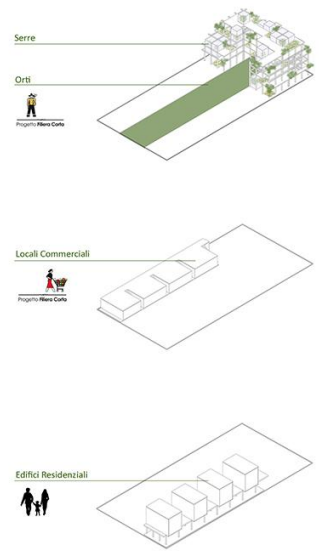 Serre
Orti
Progetto Filiera Corta
Locali Commerciali
Progetto Filiera Corta
Edifici Residenziali